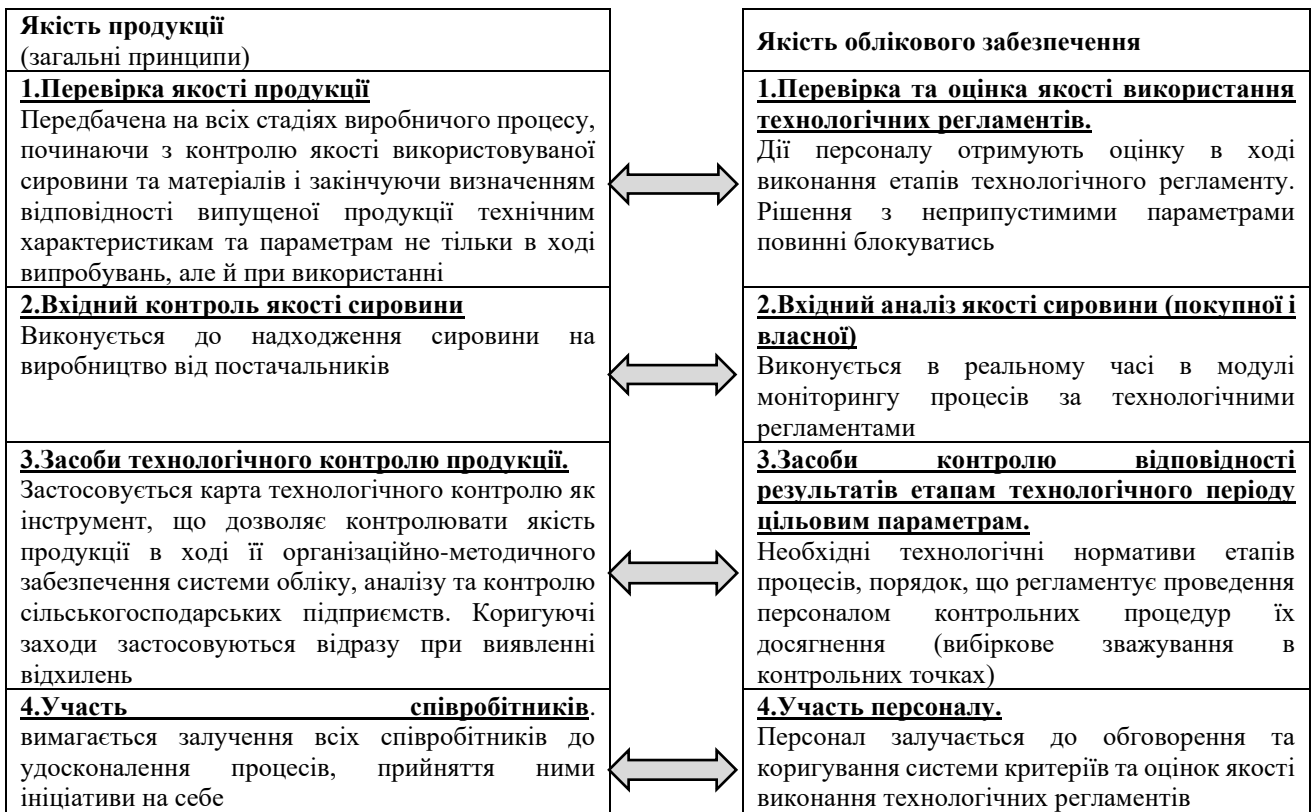 Якість продукції
(загальні принципи)
Якість облікового забезпечення
1.Перевірка якості продукції
Передбачена на всіх стадіях виробничого процесу,
починаючи з контролю якості використовуваної
сировини та матеріалів і закінчуючи визначенням
відповідності випущеної продукції технічним
характеристикам та параметрам не тільки в ході
випробувань, але й при використанні
1.Перевірка та оцінка якості використання
технологічних регламентів.
Дії персоналу отримують оцінку в ході
виконання етапів технологічного регламенту.
Рішення з неприпустимими параметрами
повинні блокуватись
2.Вхідний контроль якості сировини
Виконується до надходження сировини на
виробництво від постачальників
2.Вхідний аналіз якості сировини (покупної і
власної)
Виконується в реальному часі в модулі
моніторингу процесів за технологічними
регламентами
3.Засоби технологічного контролю продукції.
Застосовується карта технологічного контролю як
інструмент, що дозволяє контролювати якість
продукції в ході її організаційно-методичного
забезпечення системи обліку, аналізу та контролю
сільськогосподарських підприємств. Коригуючі
заходи застосовуються відразу при виявленні
відхилень
3.Засоби контролю відповідності
результатів етапам технологічного періоду
цільовим параметрам.
Необхідні технологічні нормативи етапів
процесів, порядок, що регламентує проведення
персоналом контрольних процедур їх
досягнення (вибіркове зважування в
контрольних точках)
4.Участь співробітників.
вимагається залучення всіх співробітників до
удосконалення процесів, прийняття ними
ініціативи на себе
4.Участь персоналу.
Персонал залучається до обговорення та
коригування системи критеріїв та оцінок якості
виконання технологічних регламентів